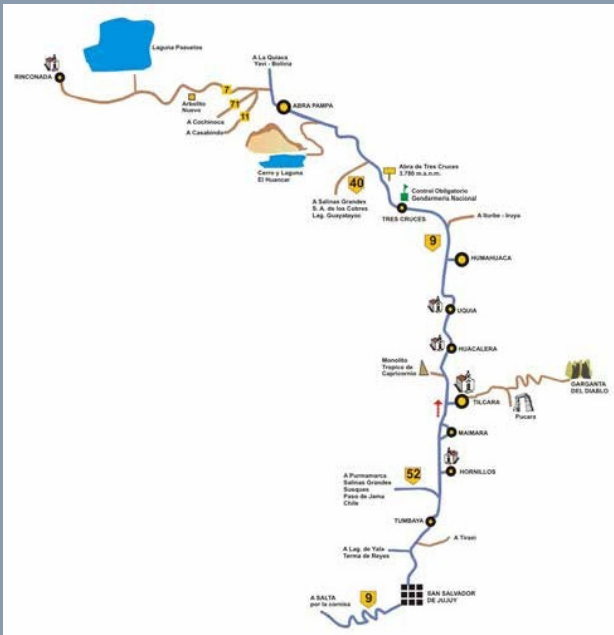 Laguna Pozuelos
A La Quiaca
Yavi - Bolivia
RINCONADA
7
Arbolito
Nuevo
71
11
ABRA PAMPA
A Cochinoca
A Casabindo
Cerro y Laguna
El Huancar
Abra de Tres Cruces
3.780 m.s.n.m.
40
Control Obligatorio
Gendarmería Nacional
A Salinas Grandes
S. A. de los Cobres
Lag. Guayatayoc
TRES CRUCES
A Iturbe - Iruya
9
HUMAHUACA
UQUIA
HUACALERA
Monolito
Tropico de
Capricornio
GARGANTA
DEL DIABLO
TILCARA
Pucara
MAIMARA
HORNILLOS
52
A Purmamarca
Salinas Grandes
Susques
Paso de Jama
Chile
TUMBAYA
A Tiraxi
A Lag. de Yala
Terma de Reyes
SAN SALVADOR
DE JUJUY
A SALTA
por la cornisa
9